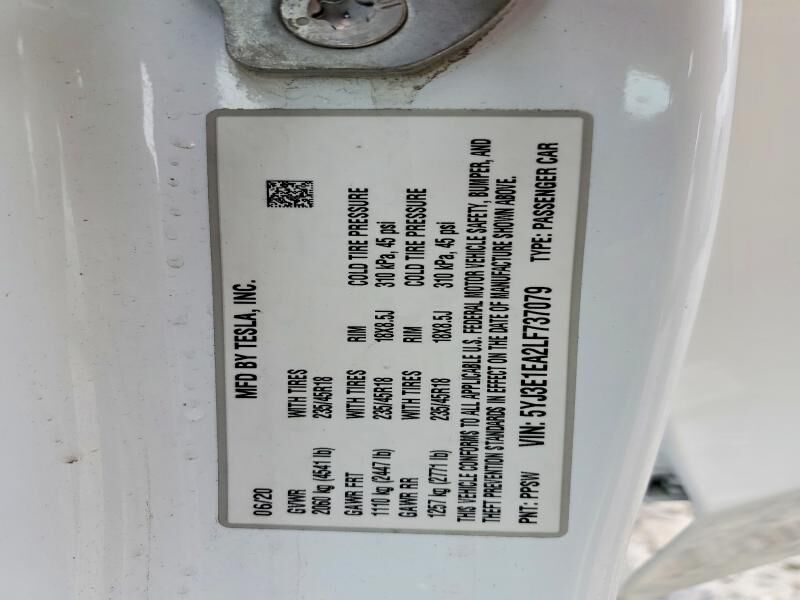 MFD BY TESLA, INC.
06/20
GVWR WITH TIRES RIM COLD TIRE PRESSURE
2060 kg (4541 lb) 235/45R18 18X8.5J 310 kPa, 45 psi
GAWR FRT WITH TIRES RIM COLD TIRE PRESSURE
1110 kg (2447 lb) 235/45R18 18X8.5J 310 kPa, 45 psi
GAWR RR
1257 kg (2771 lb) 235/45R18
THIS VEHICLE CONFORMS TO ALL APPLICABLE U.S. FEDERAL MOTOR VEHICLE SAFETY, BUMPER, AND
THEFT PREVENTION STANDARDS IN EFFECT ON THE DATE OF MANUFACTURE SHOWN ABOVE.
PNT: PPSW VIN: 5YJ3E1EA2LF737079 TYPE: PASSENGER CAR